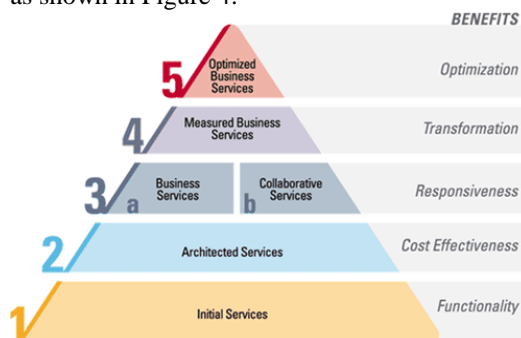 as shown in Figure 4.
BENEFITS
5
Optimized
Business
Services
Optimization
4
Measured Business
Services
Transformation
3
a
Business
Services
b
Collaborative
Services
Responsiveness
2
Architected Services
Cost Effectiveness
1
Initial Services
Functionality